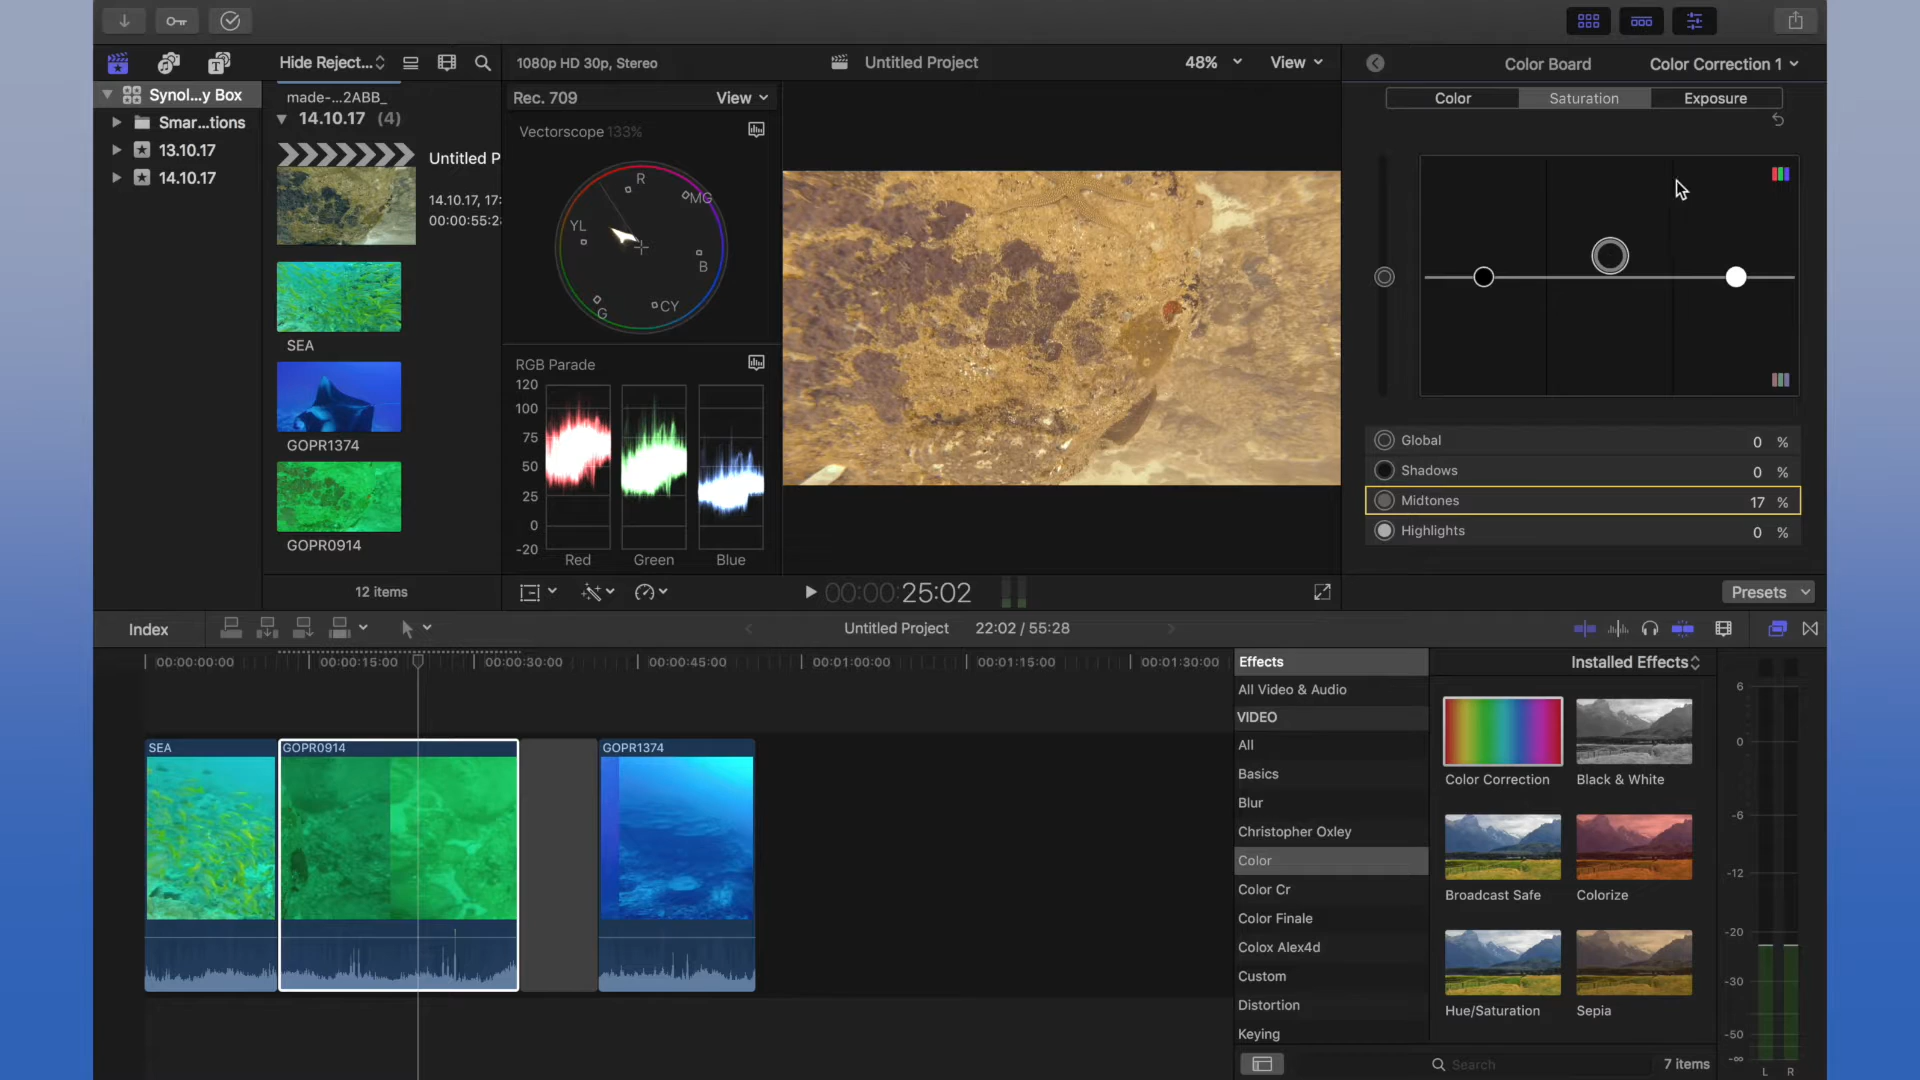 Hide Reject...
1080p HD 30p, Stereo
Untitled Project
48%
View
Color Board
Color Correction 1
Synol...y Box
Smar...tions
13.10.17
14.10.17
made-...2ABB_
14.10.17 (4)
Untitled P
14.10.17, 17:
00:00:55:2
SEA
GOPR1374
GOPR0914
12 items
Rec. 709
View
Vectorscope 133%
R
MG
B
CY
G
YL
RGB Parade
120
100
75
50
25
0
-20
Red
Green
Blue
Color
Saturation
Exposure
Global 0 %
Shadows 0 %
Midtones 17 %
Highlights 0 %
00:00:00:25:02
Presets
Index
Untitled Project
22:02 / 55:28
00:00:00:00
00:00:15:00
00:00:30:00
00:00:45:00
00:01:00:00
00:01:15:00
00:01:30:00
SEA
GOPR0914
GOPR1374
Effects
All Video & Audio
VIDEO
All
Basics
Blur
Christopher Oxley
Color
Color Cr
Color Finale
Colox Alex4d
Custom
Distortion
Keying
Installed Effects
Color Correction
Black & White
Broadcast Safe
Colorize
Hue/Saturation
Sepia
Search
7 items
6
0
-6
-12
-20
-30
-50
-∞
L
R